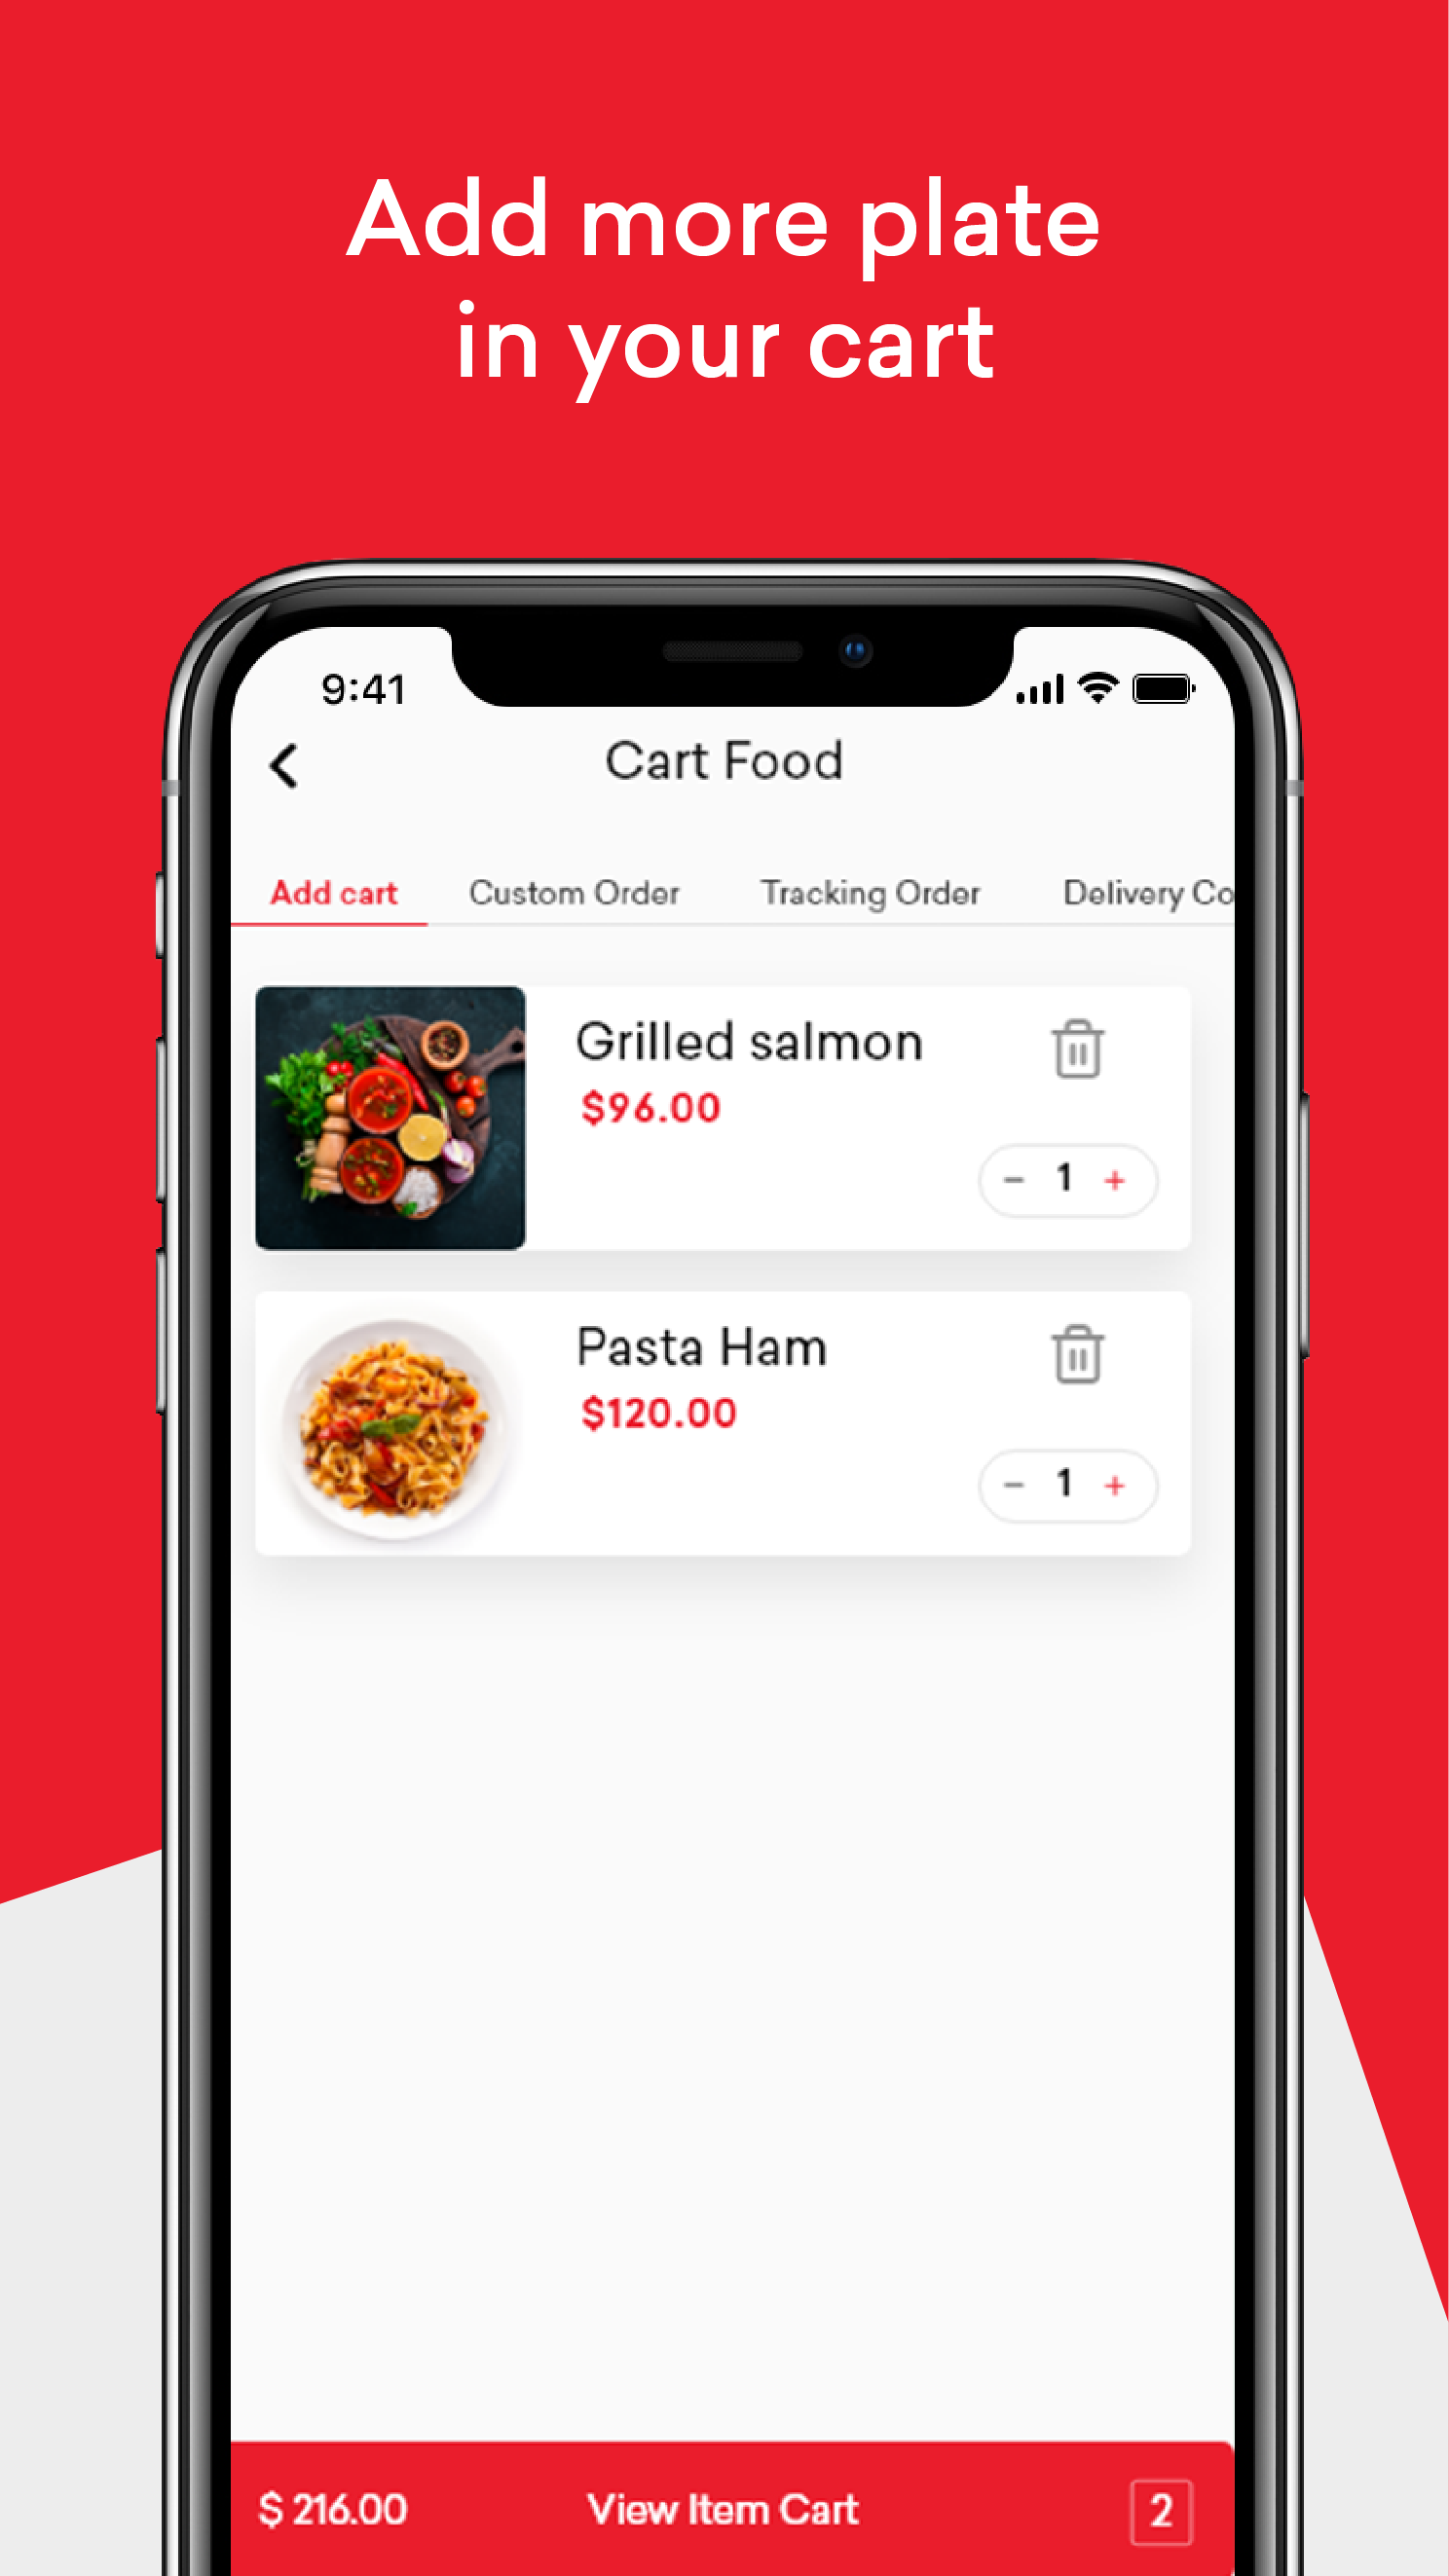 Add more plate
in your cart
9:41
Cart Food
Add cart Custom Order Tracking Order Delivery Co
Grilled salmon
$96.00
− 1 +
Pasta Ham
$120.00
− 1 +
$ 216.00 View Item Cart 2